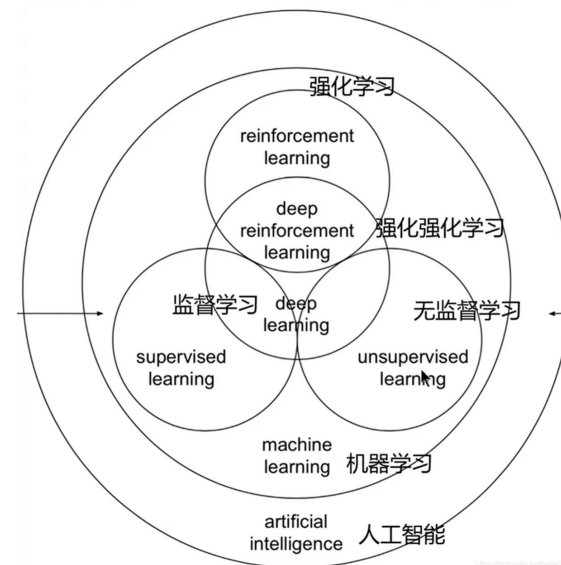 强化学习
reinforcement
learning
deep
reinforcement
learning
强化强化学习
监督学习
deep
learning
无监督学习
supervised
learning
unsupervised
learning
machine
learning
机器学习
artificial
intelligence
人工智能